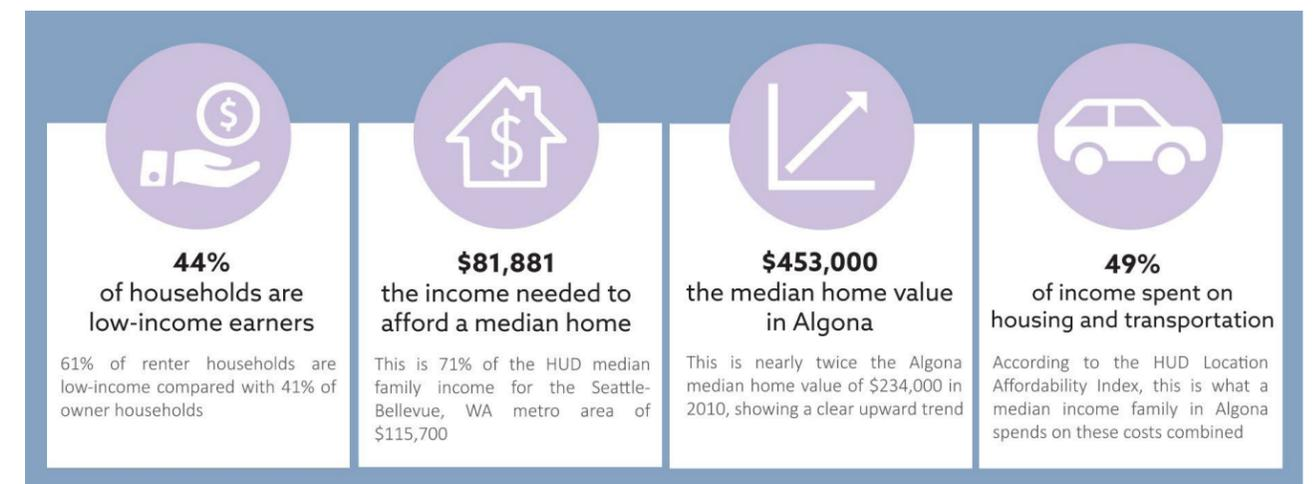 $
44%
of households are
low-income earners
61% of renter households are
low-income compared with 41% of
owner households
$
$81,881
the income needed to
afford a median home
This is 71% of the HUD median
family income for the Seattle-
Bellevue, WA metro area of
$115,700
$453,000
the median home value
in Algona
This is nearly twice the Algona
median home value of $234,000 in
2010, showing a clear upward trend
49%
of income spent on
housing and transportation
According to the HUD Location
Affordability Index, this is what a
median income family in Algona
spends on these costs combined